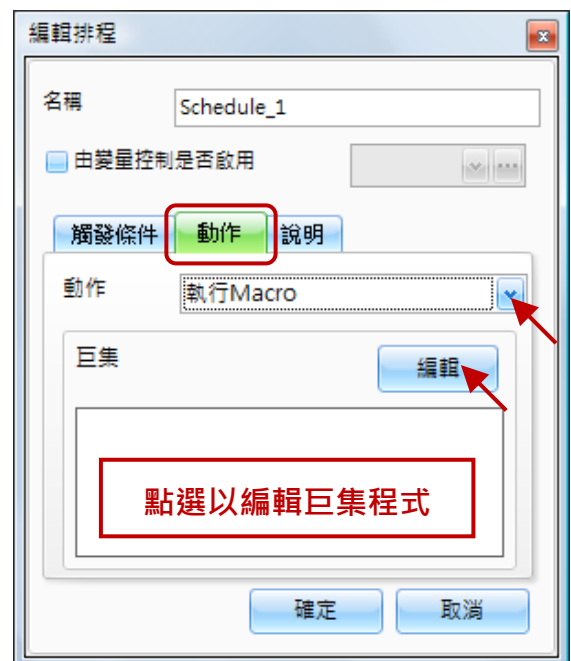 編輯排程
名稱 Schedule_1
由變量控制是否啟用
觸發條件 動作 說明
動作 執行Macro
巨集 編輯
點選以編輯巨集程式
確定 取消